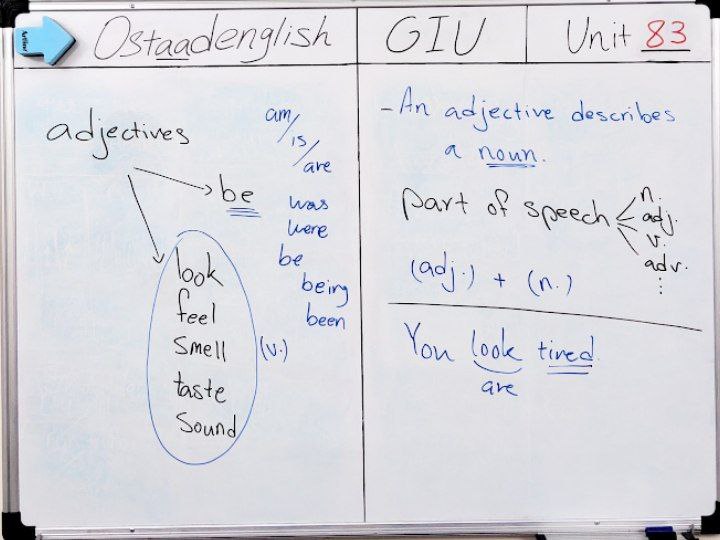 Ostaadenglish
GIU
Unit 83
adjectives
be
am/
is/
are
was
were
be
being
been
look
feel
smell
taste
sound
(v.)
- An adjective describes
a noun.
part of speech
n.
adj.
v.
adv.
⋮
(adj.) + (n.)
You look tired.
are